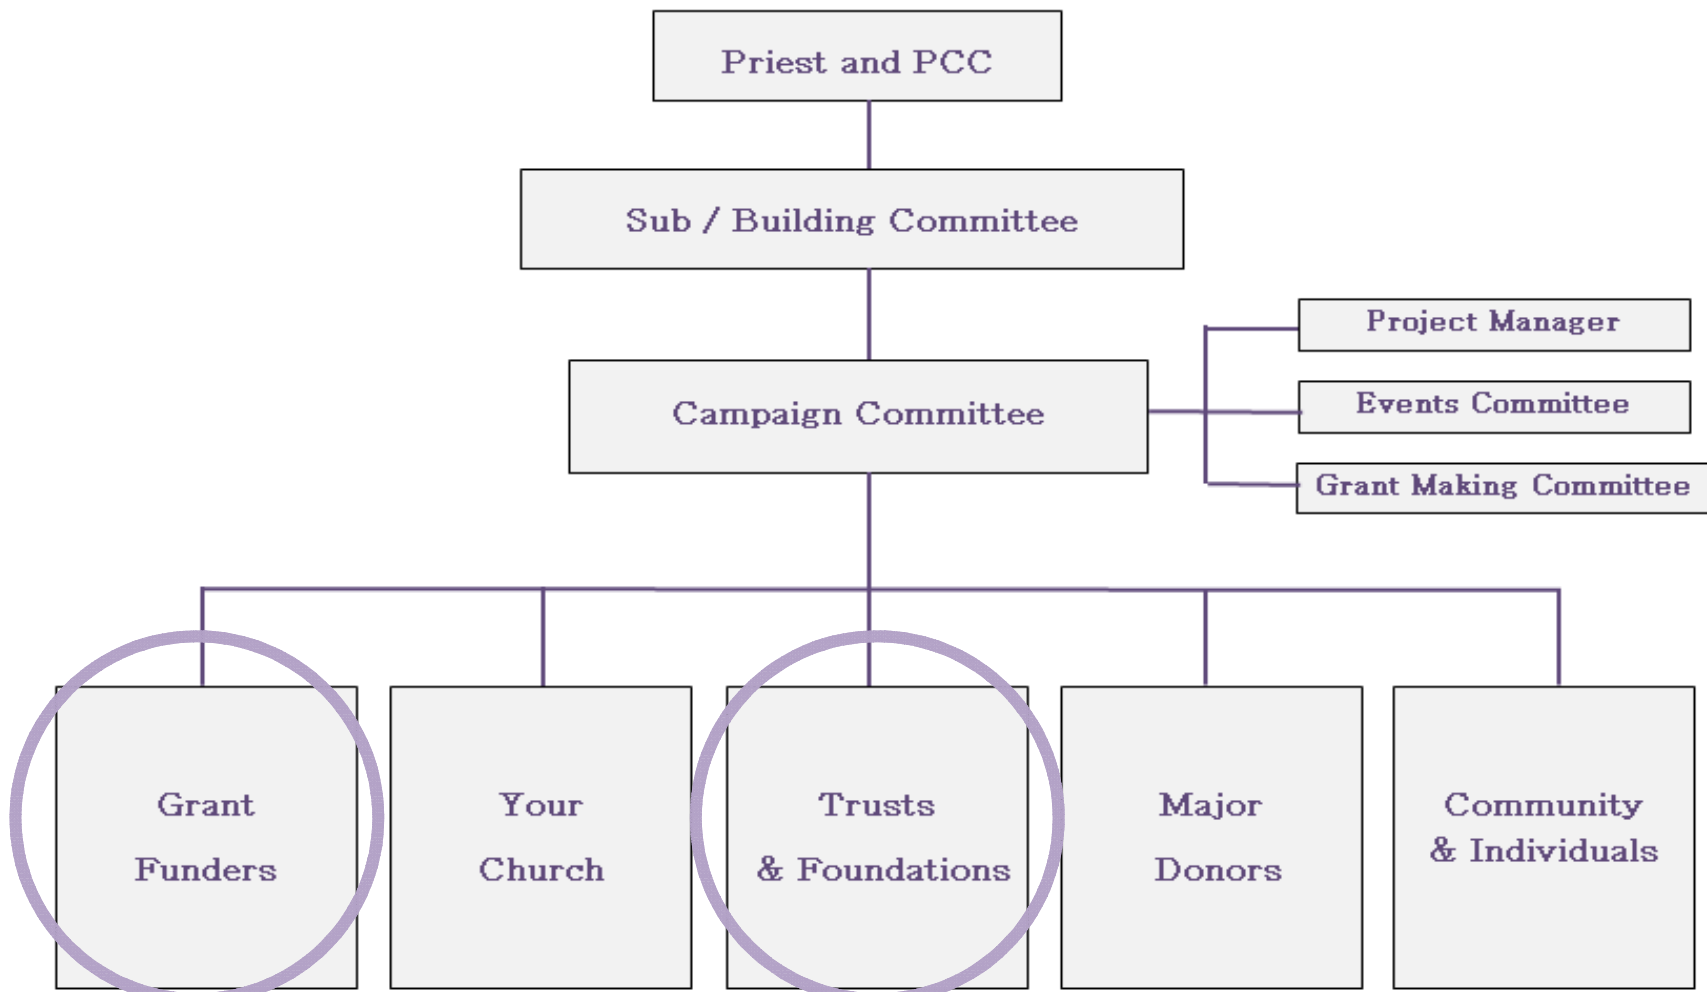 Priest and PCC
Sub / Building Committee
Project Manager
Campaign Committee
Events Committee
Grant Making Committee
Grant
Funders
Your
Church
Trusts
& Foundations
Major
Donors
Community
& Individuals